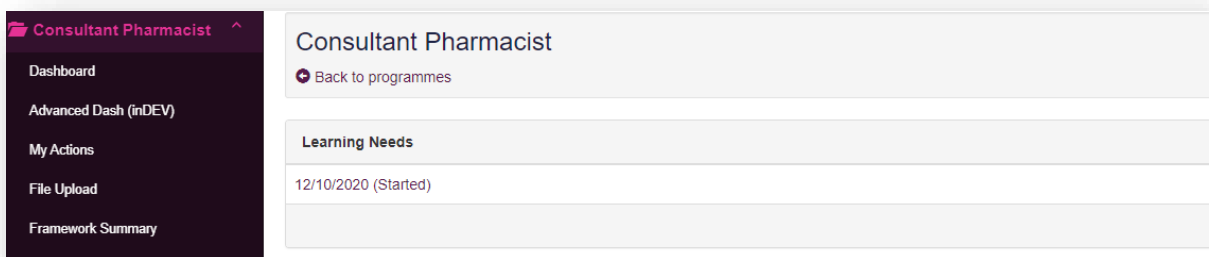 Consultant Pharmacist
Dashboard
Advanced Dash (inDEV)
My Actions
File Upload
Framework Summary
Consultant Pharmacist
Back to programmes
Learning Needs
12/10/2020 (Started)